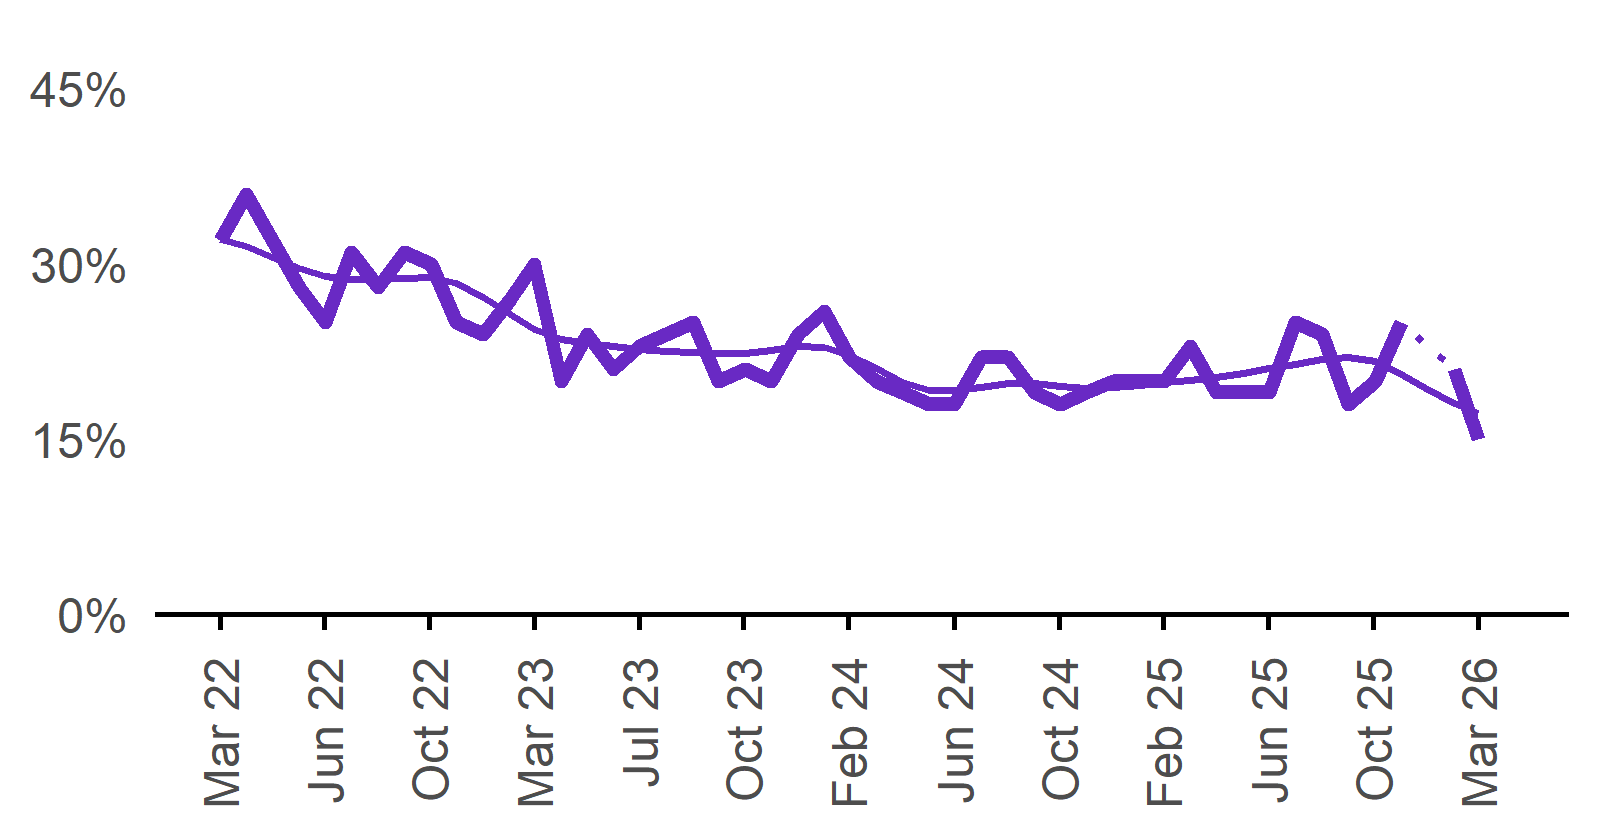 45%
30%
15%
0%
Mar 22
Jun 22
Oct 22
Mar 23
Jul 23
Oct 23
Feb 24
Jun 24
Oct 24
Feb 25
Jun 25
Oct 25
Mar 26